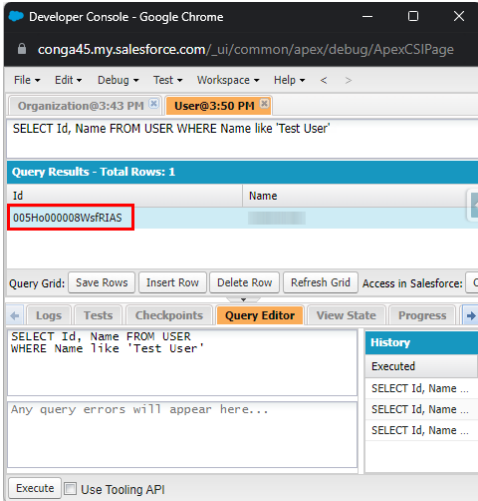 Developer Console - Google Chrome
conga45.my.salesforce.com/_ui/common/apex/debug/ApexCSIPage
File Edit Debug Test Workspace Help < >
Organization@3:43 PM User@3:50 PM
SELECT Id, Name FROM USER WHERE Name like 'Test User'
Query Results - Total Rows: 1
Id Name
005Ho000008WsfRIAS
Query Grid: Save Rows Insert Row Delete Row Refresh Grid Access in Salesforce:
Logs Tests Checkpoints Query Editor View State Progress
SELECT Id, Name FROM USER
WHERE Name like 'Test User'
Any query errors will appear here...
History
Executed
SELECT Id, Name ...
SELECT Id, Name ...
SELECT Id, Name ...
Execute Use Tooling API